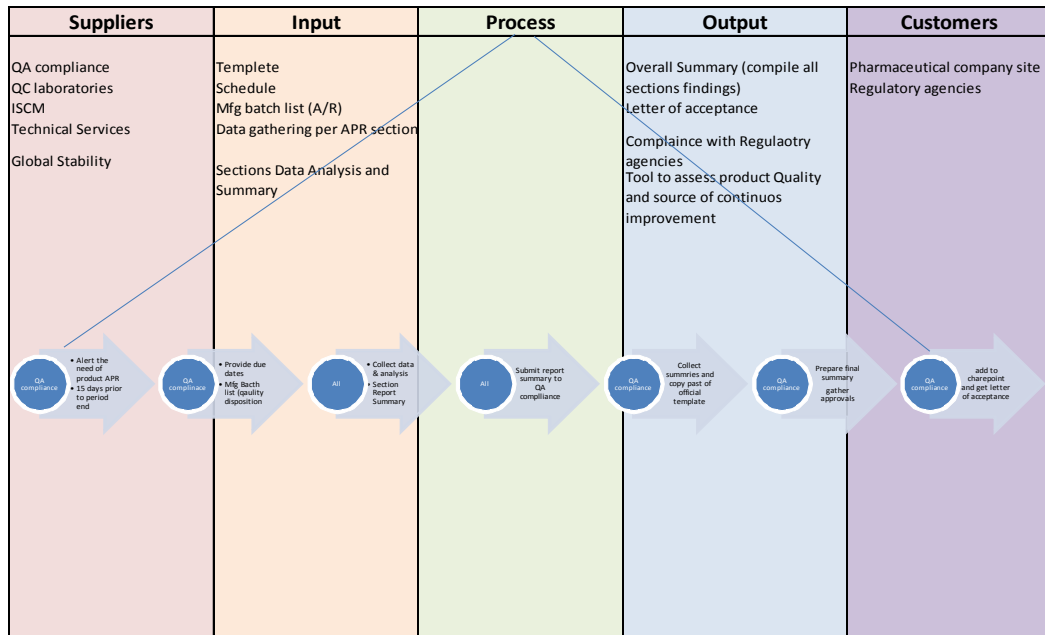 Suppliers
Input
Process
Output
Customers
QA compliance
QC laboratories
ISCM
Technical Services
Global Stability
Templete
Schedule
Mfg batch list (A/R)
Data gathering per APR section
Sections Data Analysis and
Summary
Overall Summary (compile all
sections findings)
Letter of acceptance
Complaince with Regulaotry
agencies
Tool to assess product Quality
and source of continuos
improvement
Pharmaceutical company site
Regulatory agencies
QA
compliance
• Alert the
need of
product APR
• 15 days prior
to period
end
QA
complinace
• Provide due
dates
• Mfg Bacth
list (qaulity
disposition
All
• Collect data
& analysis
• Section
Report
Summary
All
Submit report
summary to
QA
complliance
QA
compliance
Collect
summries and
copy past of
official
template
QA
compliance
Prepare final
summary
gather
approvals
QA
compliance
add to
charepoint
and get letter
of acceptance